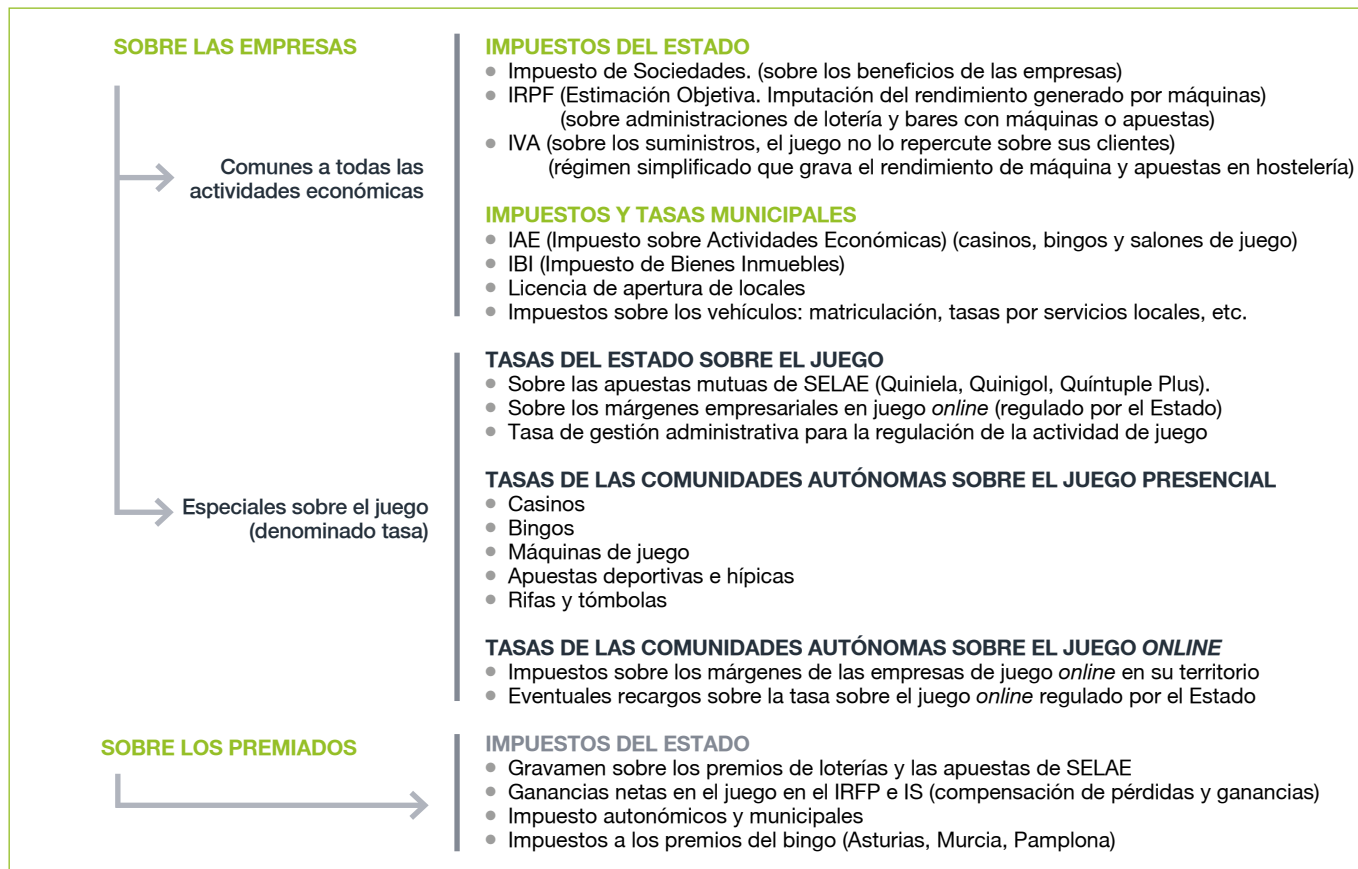 SOBRE LAS EMPRESAS
Comunes a todas las
actividades económicas
IMPUESTOS DEL ESTADO
● Impuesto de Sociedades. (sobre los beneficios de las empresas)
● IRPF (Estimación Objetiva. Imputación del rendimiento generado por máquinas)
(sobre administraciones de lotería y bares con máquinas o apuestas)
● IVA (sobre los suministros, el juego no lo repercute sobre sus clientes)
(régimen simplificado que grava el rendimiento de máquina y apuestas en hostelería)
IMPUESTOS Y TASAS MUNICIPALES
● IAE (Impuesto sobre Actividades Económicas) (casinos, bingos y salones de juego)
● IBI (Impuesto de Bienes Inmuebles)
● Licencia de apertura de locales
● Impuestos sobre los vehículos: matriculación, tasas por servicios locales, etc.
Especiales sobre el juego
(denominado tasa)
TASAS DEL ESTADO SOBRE EL JUEGO
● Sobre las apuestas mutuas de SELAE (Quiniela, Quinigol, Quíntuple Plus).
● Sobre los márgenes empresariales en juego online (regulado por el Estado)
● Tasa de gestión administrativa para la regulación de la actividad de juego
TASAS DE LAS COMUNIDADES AUTÓNOMAS SOBRE EL JUEGO PRESENCIAL
● Casinos
● Bingos
● Máquinas de juego
● Apuestas deportivas e hípicas
● Rifas y tómbolas
TASAS DE LAS COMUNIDADES AUTÓNOMAS SOBRE EL JUEGO ONLINE
● Impuestos sobre los márgenes de las empresas de juego online en su territorio
● Eventuales recargos sobre la tasa sobre el juego online regulado por el Estado
SOBRE LOS PREMIADOS
IMPUESTOS DEL ESTADO
● Gravamen sobre los premios de loterías y las apuestas de SELAE
● Ganancias netas en el juego en el IRFP e IS (compensación de pérdidas y ganancias)
● Impuesto autonómicos y municipales
● Impuestos a los premios del bingo (Asturias, Murcia, Pamplona)